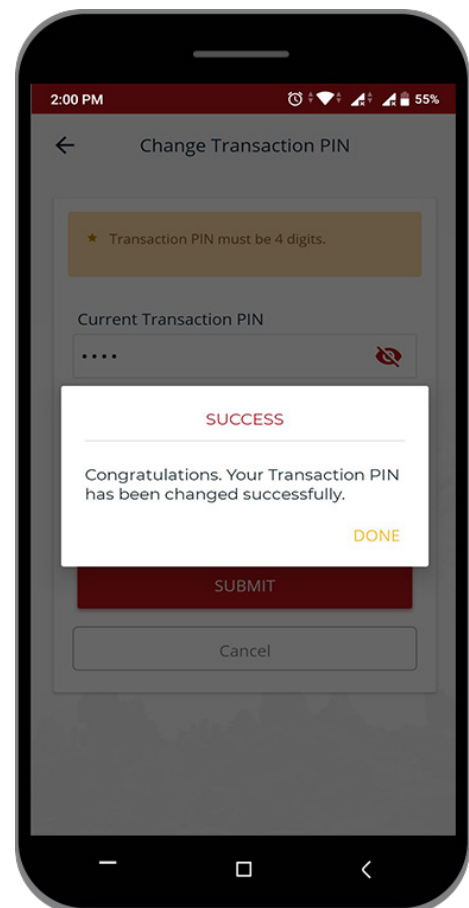 2:00 PM 55%
Change Transaction PIN
Transaction PIN must be 4 digits.
Current Transaction PIN
SUCCESS
Congratulations. Your Transaction PIN
has been changed successfully.
DONE
SUBMIT
Cancel